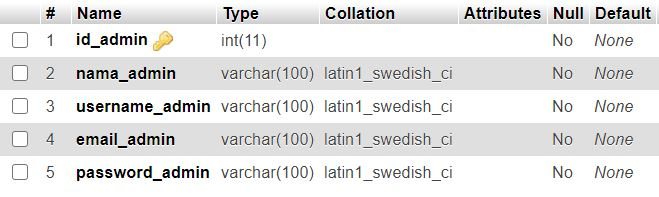 # Name Type Collation Attributes Null Default
1 id_admin int(11) No None
2 nama_admin varchar(100) latin1_swedish_ci No None
3 username_admin varchar(100) latin1_swedish_ci No None
4 email_admin varchar(100) latin1_swedish_ci No None
5 password_admin varchar(100) latin1_swedish_ci No None